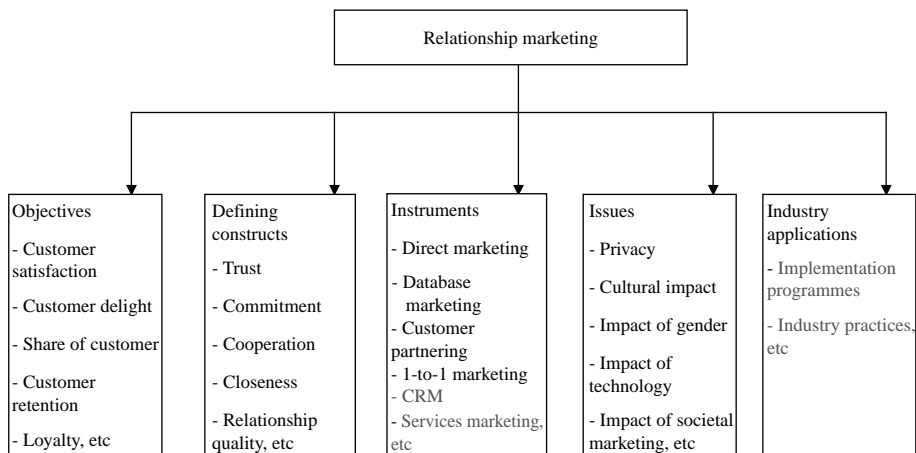 Relationship marketing
Objectives
- Customer
satisfaction
- Customer delight
- Share of customer
- Customer
retention
- Loyalty, etc
Defining
constructs
- Trust
- Commitment
- Cooperation
- Closeness
- Relationship
quality, etc
Instruments
- Direct marketing
- Database
marketing
- Customer
partnering
- 1-to-1 marketing
- CRM
- Services marketing,
etc
Issues
- Privacy
- Cultural impact
- Impact of gender
- Impact of
technology
- Impact of societal
marketing, etc
Industry
applications
- Implementation
programmes
- Industry practices,
etc